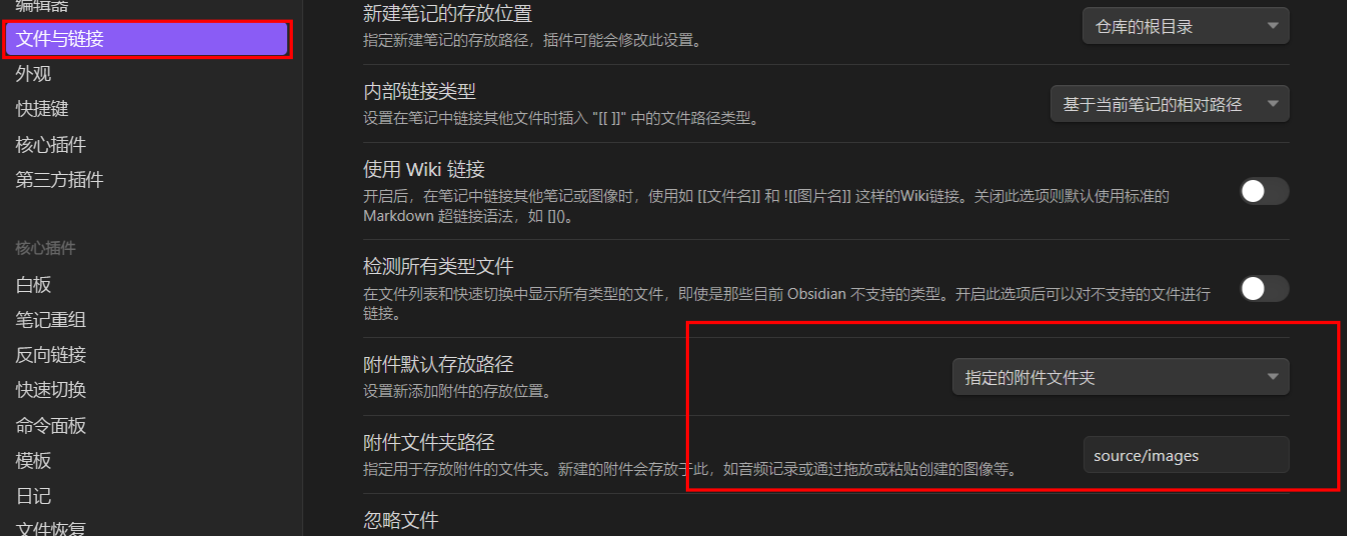 编辑器
文件与链接
外观
快捷键
核心插件
第三方插件
核心插件
白板
笔记重组
反向链接
快速切换
命令面板
模板
日记
文件恢复
新建笔记的存放位置
指定新建笔记的存放路径，插件可能会修改此设置。
仓库的根目录
内部链接类型
设置在笔记中链接其他文件时插入 "[[ ]]" 中的文件路径类型。
基于当前笔记的相对路径
使用 Wiki 链接
开启后，在笔记中链接其他笔记或图像时，使用如 [[文件名]] 和 ![[图片名]] 这样的Wiki链接。关闭此选项则默认使用标准的
Markdown 超链接语法，如 []()。
检测所有类型文件
在文件列表和快速切换中显示所有类型的文件，即使是那些目前 Obsidian 不支持的类型。开启此选项后可以对不支持的文件进行
链接。
附件默认存放路径
设置新添加附件的存放位置。
指定的附件文件夹
附件文件夹路径
指定用于存放附件的文件夹。新建的附件会存放于此，如音频记录或通过拖放或粘贴创建的图像等。
source/images
忽略文件